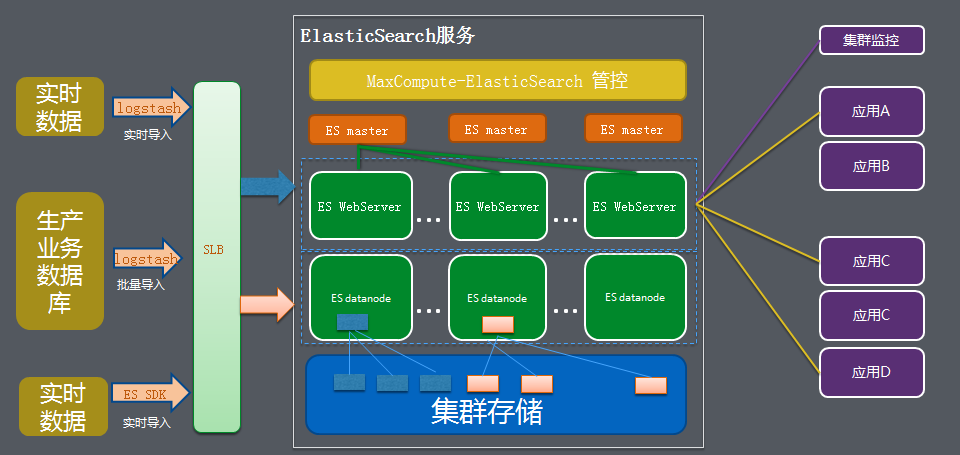 ElasticSearch服务
MaxCompute-ElasticSearch 管控
ES master
ES master
ES master
ES WebServer
...
ES WebServer
...
ES WebServer
ES datanode
...
ES datanode
...
ES datanode
集群存储
实时
数据
logstash
实时导入
生产
业务
数据
库
logstash
批量导入
实时
数据
ES SDK
实时导入
SLB
集群监控
应用A
应用B
应用C
应用C
应用D